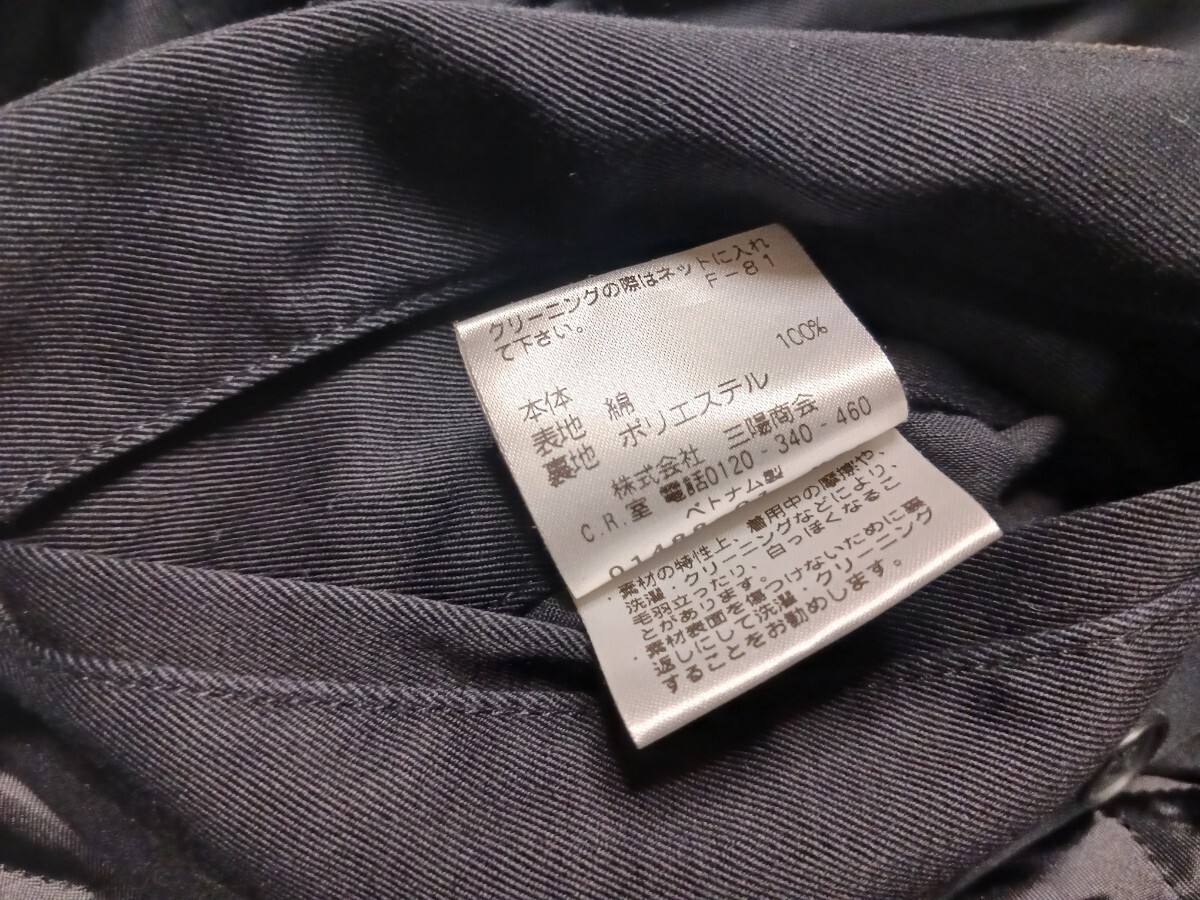 クリーニングの際はネットに入れ
て下さい。
F-81
本体
表地 綿 100%
裏地 ポリエステル
株式会社 三陽商会
C.R.室 電話0120-340-460
ベトナム製
・素材の特性上、着用中の摩擦や、
洗濯・クリーニングなどにより、
毛羽立ったり、白っぽくなるこ
とがあります。
・素材表面を傷つけないために裏
返しにして洗濯・クリーニング
することをお勧めします。